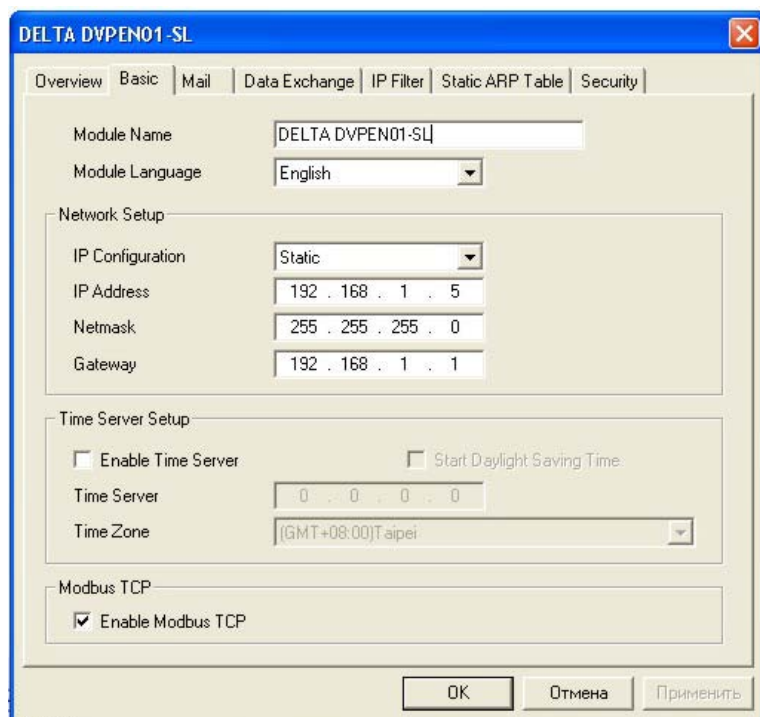 DELTA DVPEN01-SL
Overview Basic Mail Data Exchange IP Filter Static ARP Table Security
Module Name DELTA DVPEN01-SL
Module Language English
Network Setup
IP Configuration Static
IP Address 192 . 168 . 1 . 5
Netmask 255 . 255 . 255 . 0
Gateway 192 . 168 . 1 . 1
Time Server Setup
Enable Time Server Start Daylight Saving Time
Time Server 0 . 0 . 0 . 0
Time Zone (GMT+08:00)Taipei
Modbus TCP
Enable Modbus TCP
OK Отмена Применить